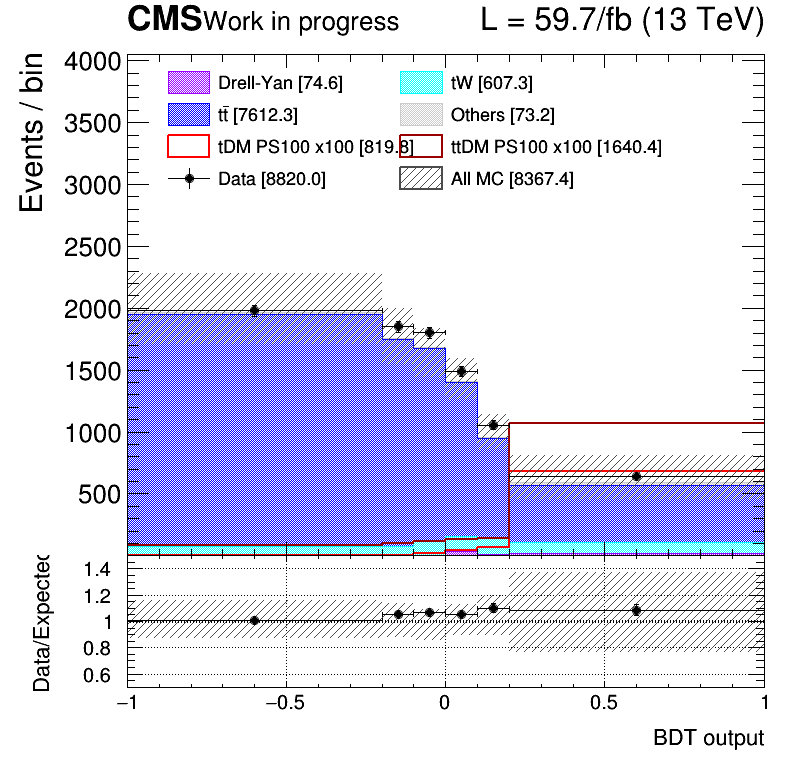 CMS Work in progress L = 59.7/fb (13 TeV)
Events / bin
4000
3500
3000
2500
2000
1500
1000
500
Drell-Yan [74.6] tW [607.3]
tt̄ [7612.3] Others [73.2]
tDM PS100 x100 [819.8] ttDM PS100 x100 [1640.4]
Data [8820.0] All MC [8367.4]
Data/Expected
1.4
1.2
1
0.8
0.6
−1 −0.5 0 0.5 1
BDT output